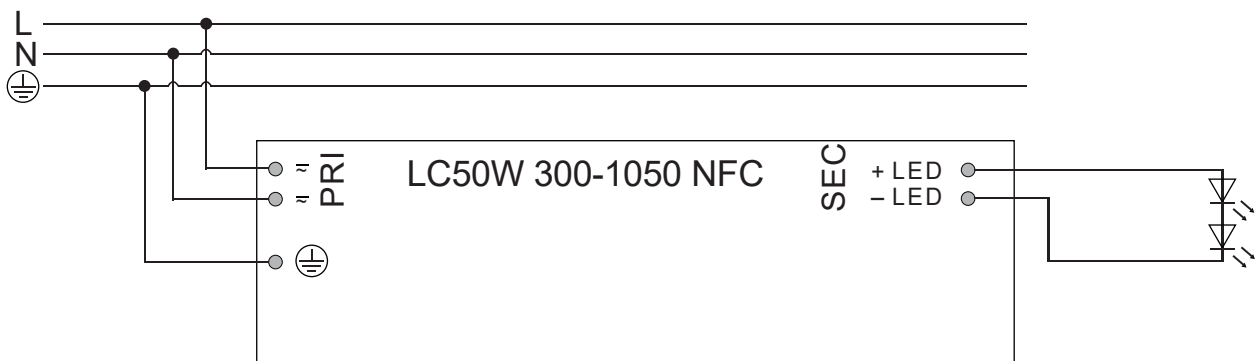 L
N
PRI
LC50W 300-1050 NFC
SEC
+ LED
– LED